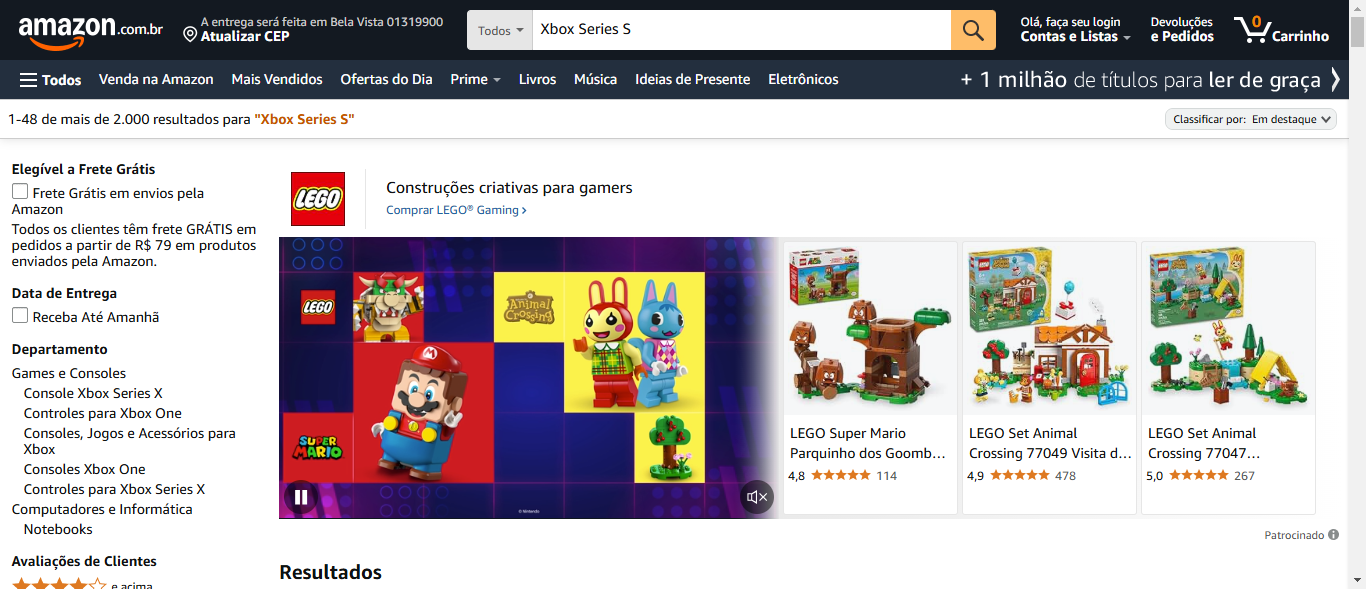 amazon.com.br
A entrega será feita em Bela Vista 01319900
Atualizar CEP
Todos
Xbox Series S
Olá, faça seu login
Contas e Listas
Devoluções
e Pedidos
0
Carrinho
Todos
Venda na Amazon
Mais Vendidos
Ofertas do Dia
Prime
Livros
Música
Ideias de Presente
Eletrônicos
+ 1 milhão de títulos para ler de graça
1-48 de mais de 2.000 resultados para "Xbox Series S"
Classificar por: Em destaque
Elegível a Frete Grátis
Frete Grátis em envios pela
Amazon
Todos os clientes têm frete GRÁTIS em
pedidos a partir de R$ 79 em produtos
enviados pela Amazon.
Data de Entrega
Receba Até Amanhã
Departamento
Games e Consoles
Console Xbox Series X
Controles para Xbox One
Consoles, Jogos e Acessórios para
Xbox
Consoles Xbox One
Controles para Xbox Series X
Computadores e Informática
Notebooks
Avaliações de Clientes
e acima
LEGO
Construções criativas para gamers
Comprar LEGO® Gaming
LEGO
Animal
Crossing
M
SUPER
MARIO
© Nintendo
LEGO Super Mario
Parquinho dos Goomb...
4,8
114
LEGO Set Animal
Crossing 77049 Visita d...
4,9
478
LEGO Set Animal
Crossing 77047...
5,0
267
Patrocinado
Resultados